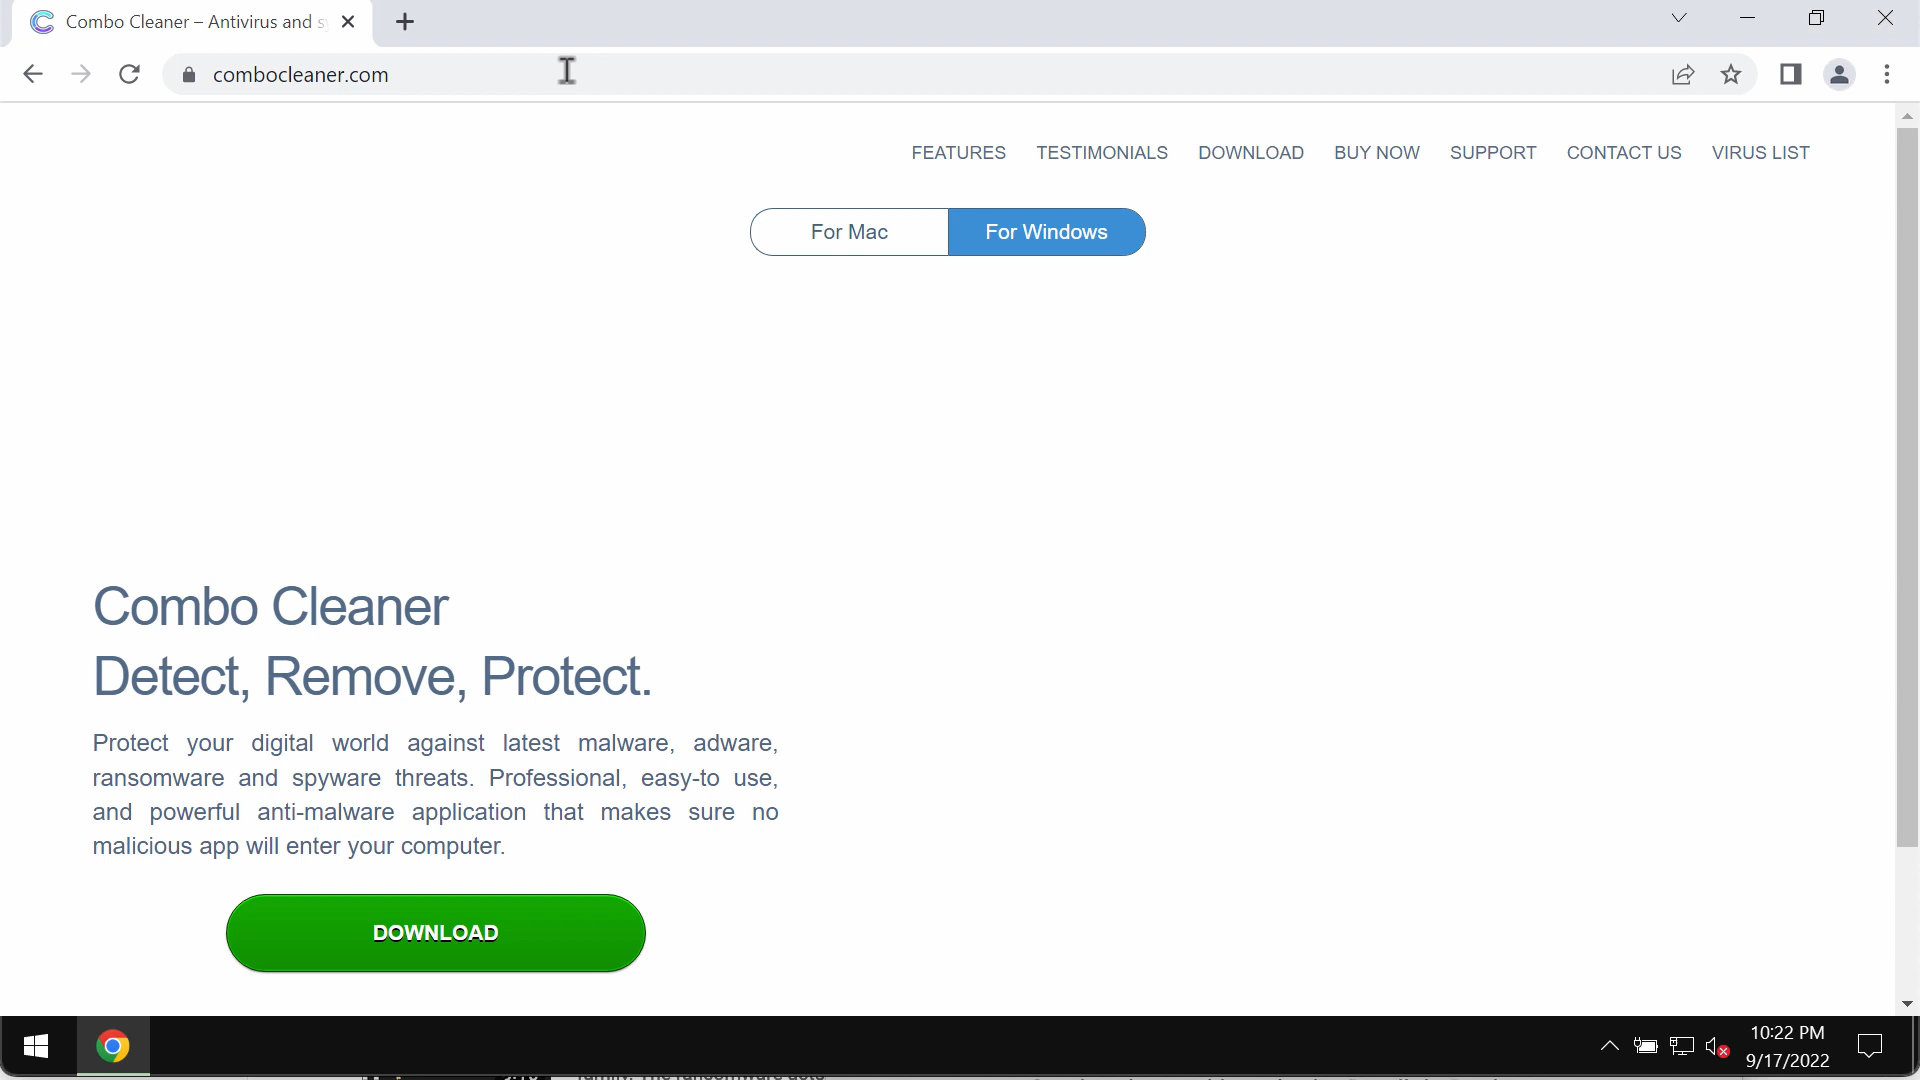 Combo Cleaner – Antivirus and
combocleaner.com
FEATURES TESTIMONIALS DOWNLOAD BUY NOW SUPPORT CONTACT US VIRUS LIST
For Mac For Windows
Combo Cleaner
Detect, Remove, Protect.
Protect your digital world against latest malware, adware,
ransomware and spyware threats. Professional, easy-to use,
and powerful anti-malware application that makes sure no
malicious app will enter your computer.
DOWNLOAD
10:22 PM
9/17/2022